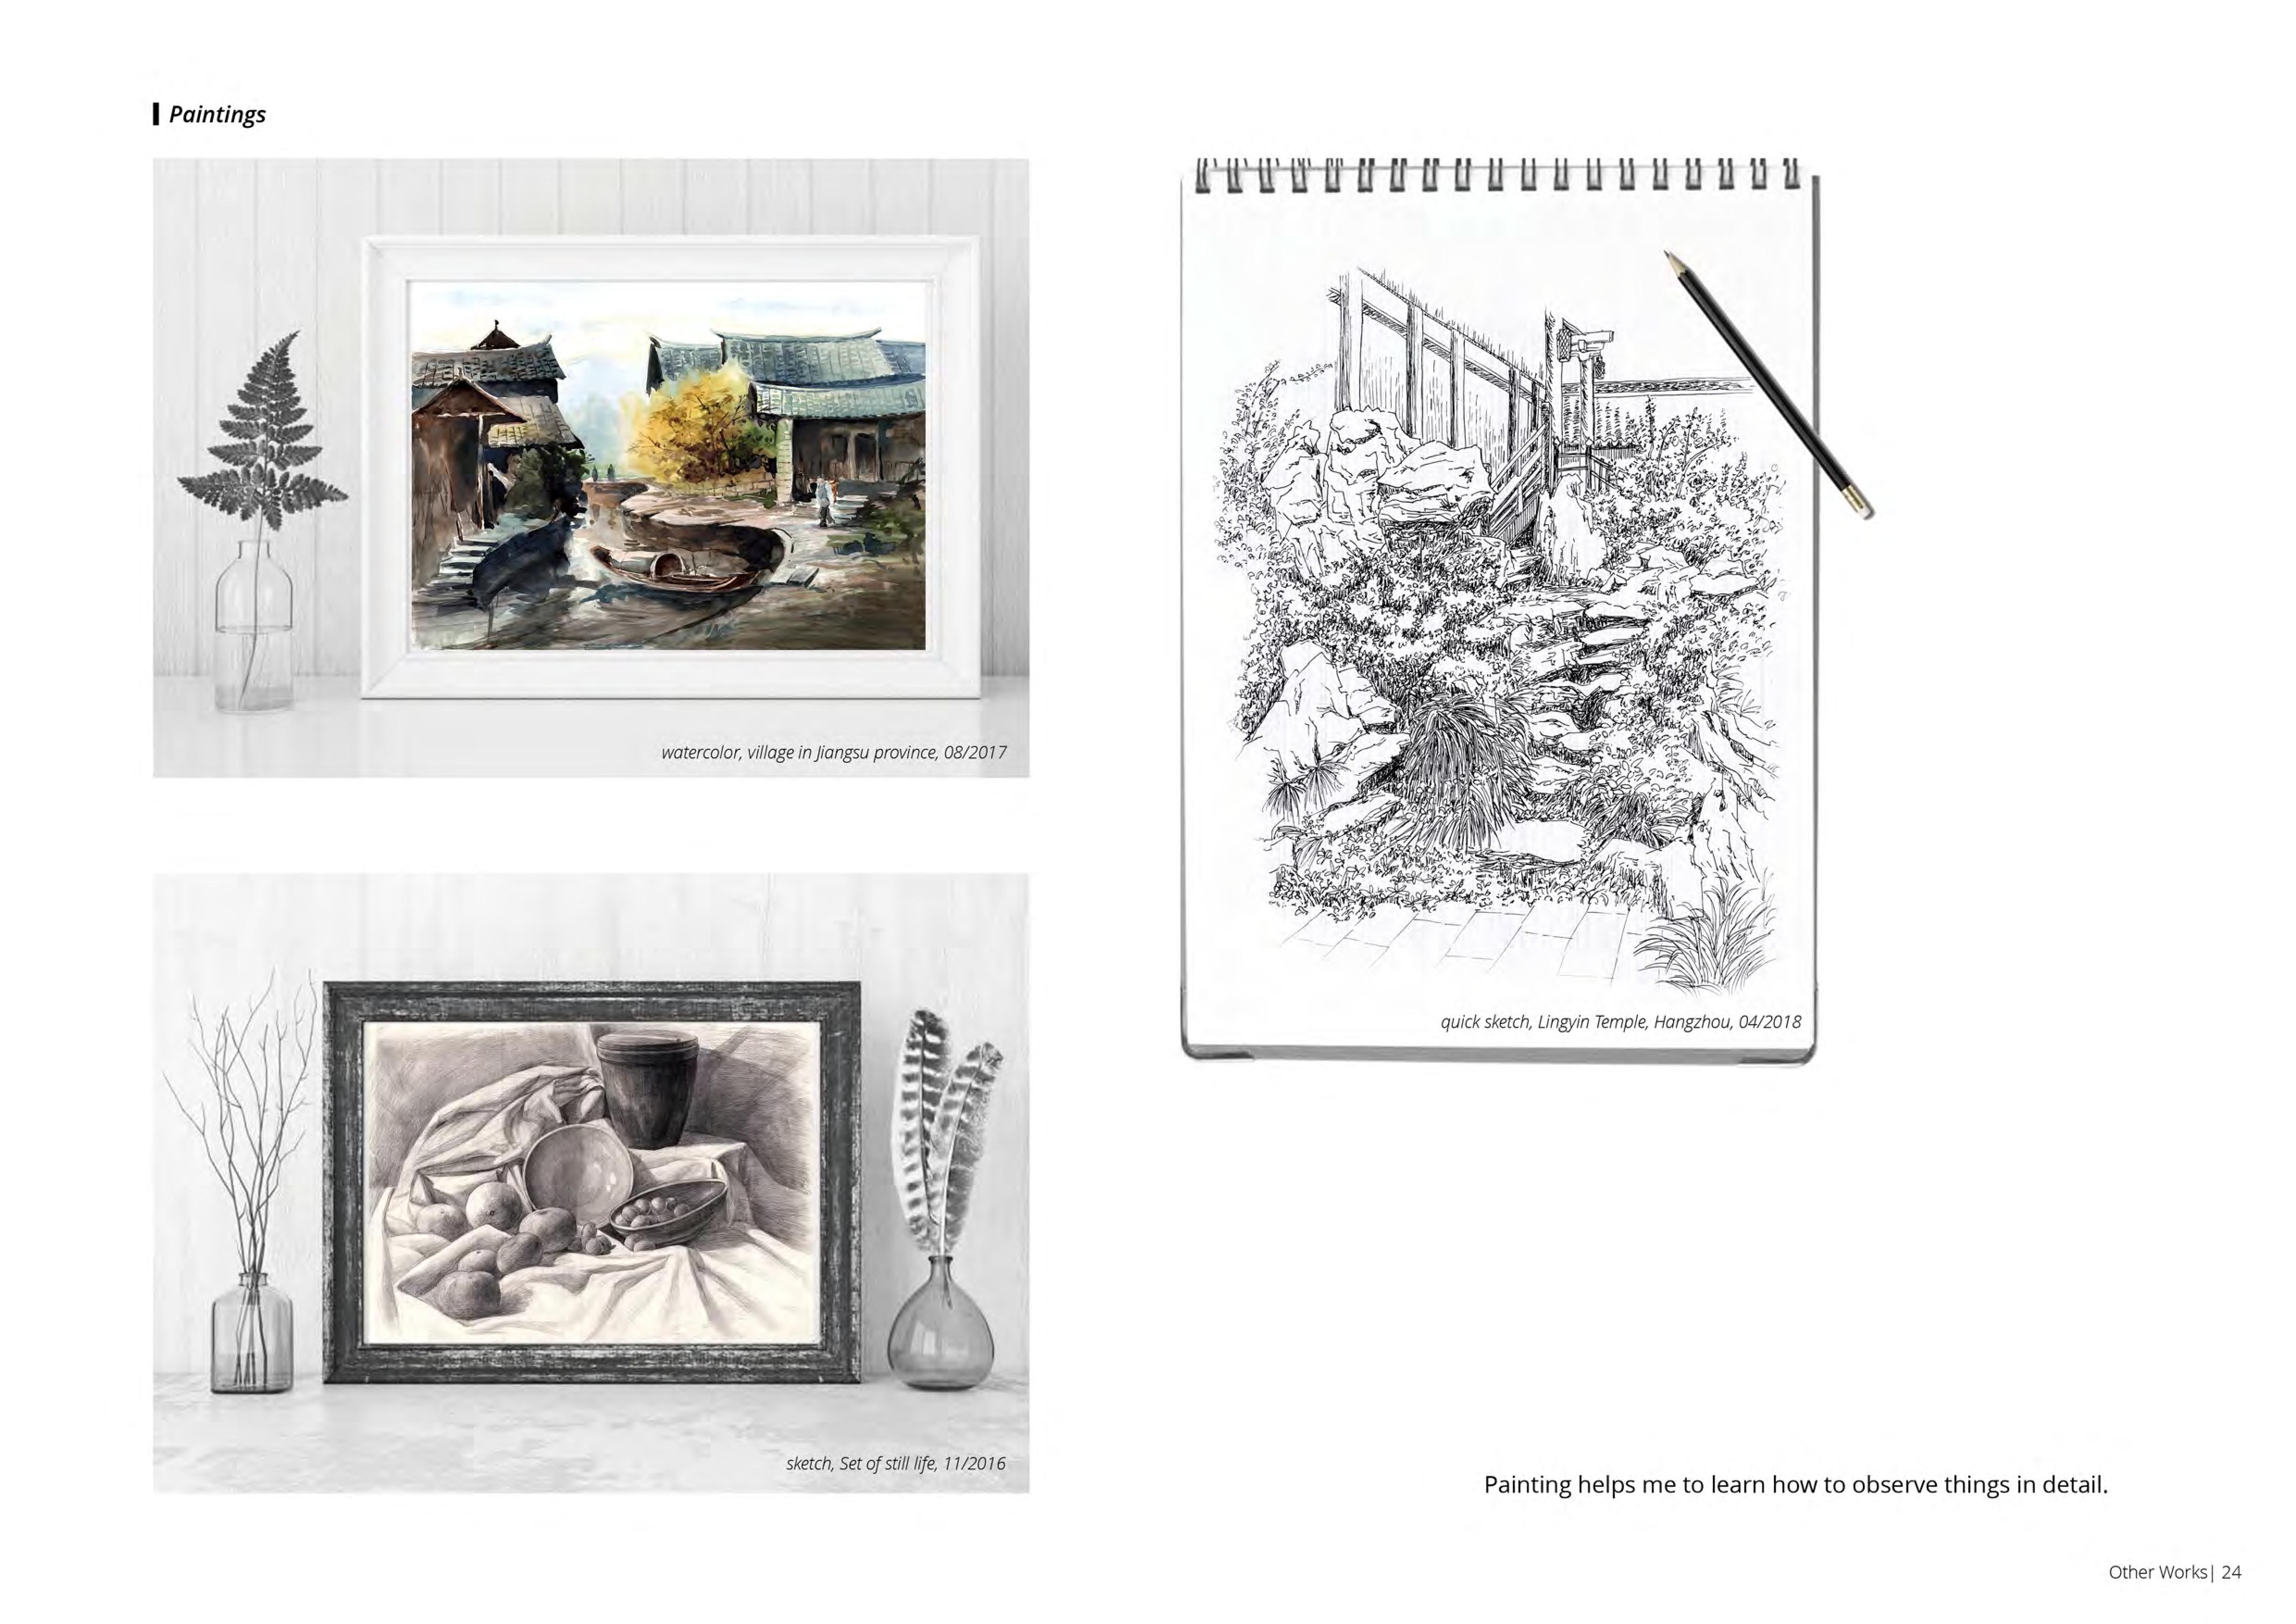 Paintings
watercolor, village in Jiangsu province, 08/2017
sketch, Set of still life, 11/2016
quick sketch, Lingyin Temple, Hangzhou, 04/2018
Painting helps me to learn how to observe things in detail.
Other Works| 24